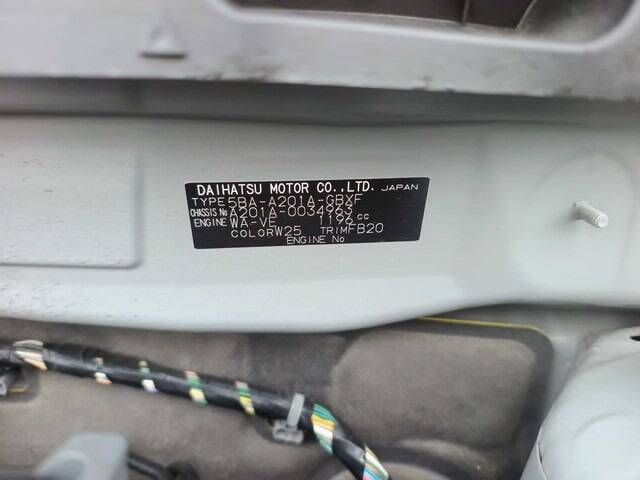 DAIHATSU MOTOR CO.,LTD. JAPAN
TYPE 5BA-A201A-GBXF
CHASSIS No A201A-0034963
ENGINE WA-VE 1196 cc
COLOR W25 TRIM FB20
ENGINE No